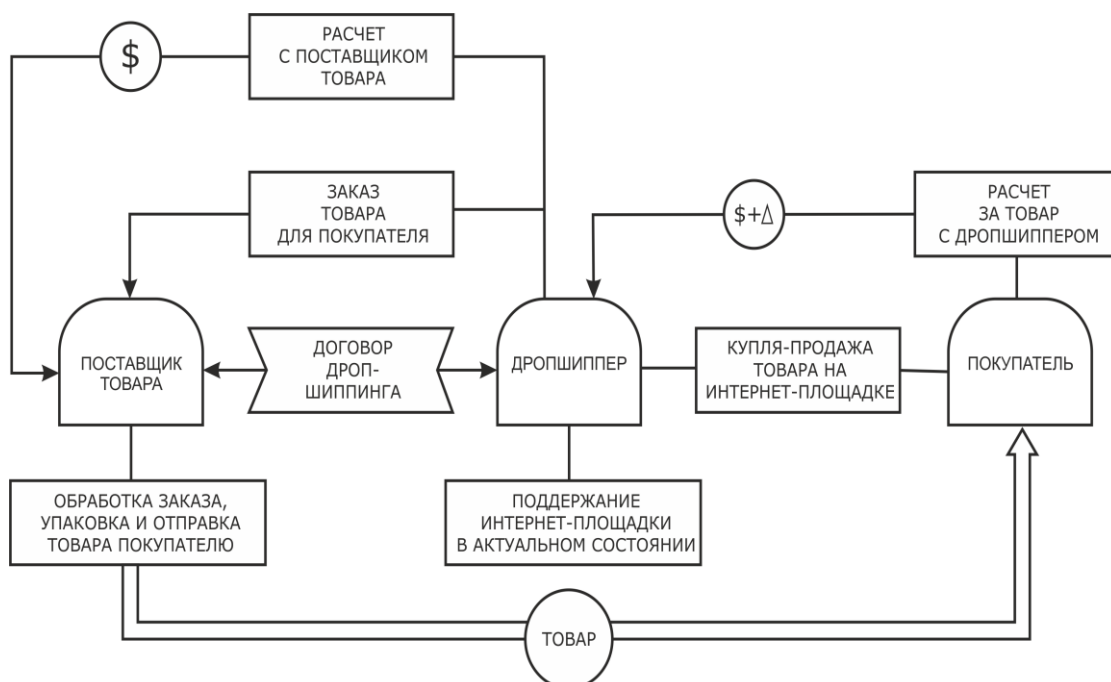 $
РАСЧЕТ
С ПОСТАВЩИКОМ
ТОВАРА
ЗАКАЗ
ТОВАРА
ДЛЯ ПОКУПАТЕЛЯ
$+Δ
РАСЧЕТ
ЗА ТОВАР
С ДРОПШИППЕРОМ
ПОСТАВЩИК
ТОВАРА
ДОГОВОР
ДРОП-
ШИППИНГА
ДРОПШИППЕР
КУПЛЯ-ПРОДАЖА
ТОВАРА НА
ИНТЕРНЕТ-ПЛОЩАДКЕ
ПОКУПАТЕЛЬ
ОБРАБОТКА ЗАКАЗА,
УПАКОВКА И ОТПРАВКА
ТОВАРА ПОКУПАТЕЛЮ
ПОДДЕРЖАНИЕ
ИНТЕРНЕТ-ПЛОЩАДКИ
В АКТУАЛЬНОМ СОСТОЯНИИ
ТОВАР